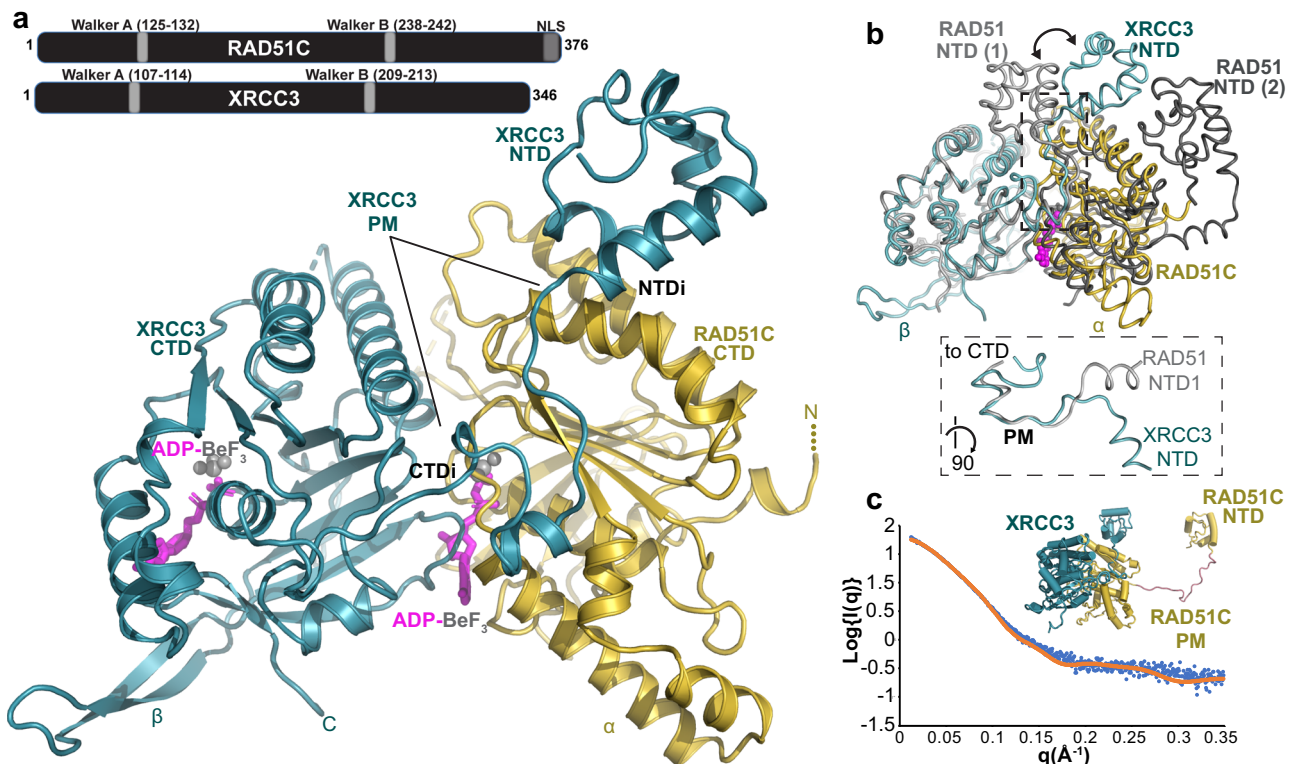 a
Walker A (125-132)
Walker B (238-242)
NLS
1
RAD51C
376
Walker A (107-114)
Walker B (209-213)
1
XRCC3
346
XRCC3
NTD
XRCC3
PM
NTDi
XRCC3
CTD
RAD51C
CTD
ADP-BeF3
N
CTDi
ADP-BeF3
β
C
α
b
RAD51
NTD (1)
XRCC3
NTD
RAD51
NTD (2)
RAD51C
β
α
to CTD
RAD51
NTD1
PM
XRCC3
NTD
90
c
XRCC3
RAD51C
NTD
RAD51C
PM
Log{I(q)}
2
1
1.5
0.5
0
-0.5
-1
-1.5
0
0.05
0.1
0.15
0.2
0.25
0.3
0.35
q(Å-1)